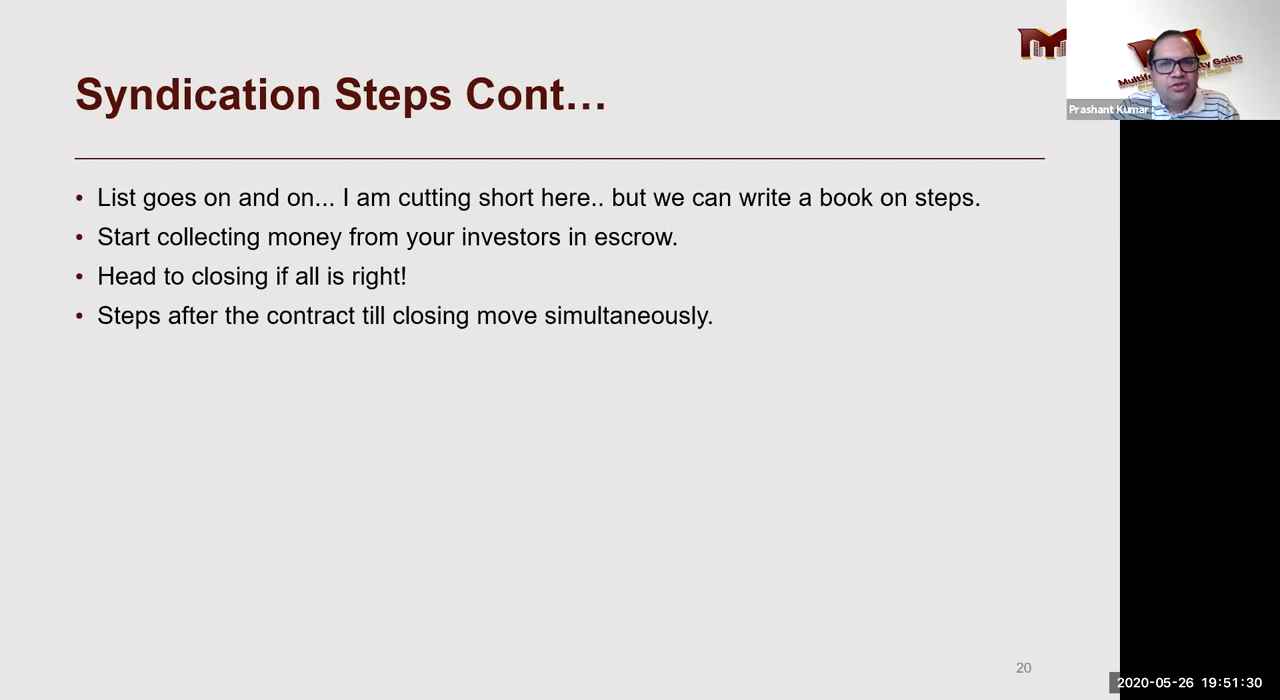 Syndication Steps Cont…
Prashant Kumar
• List goes on and on... I am cutting short here.. but we can write a book on steps.
• Start collecting money from your investors in escrow.
• Head to closing if all is right!
• Steps after the contract till closing move simultaneously.
20
2020-05-26 19:51:30